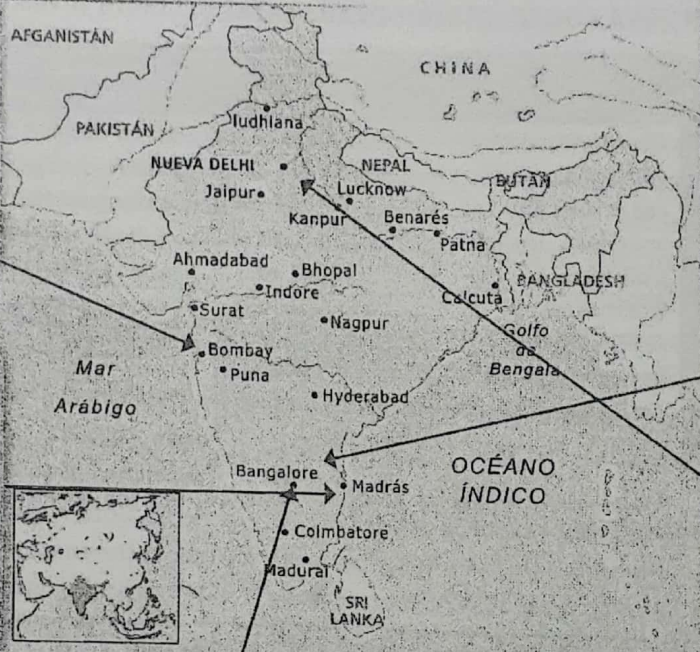 AFGANISTÁN
CHINA
PAKISTÁN
ludhiana
NUEVA DELHI
NEPAL
BUTÁN
Jaipur
Lucknow
Kanpur
Benarés
Patna
Ahmadabad
Bhopal
BANGLADESH
Indore
Calcuta
Surat
Nagpur
Golfo
de
Bengala
Bombay
Mar
Arábigo
Puna
Hyderabad
Bangalore
OCÉANO
ÍNDICO
Madrás
Coimbatore
Madurai
SRI
LANKA